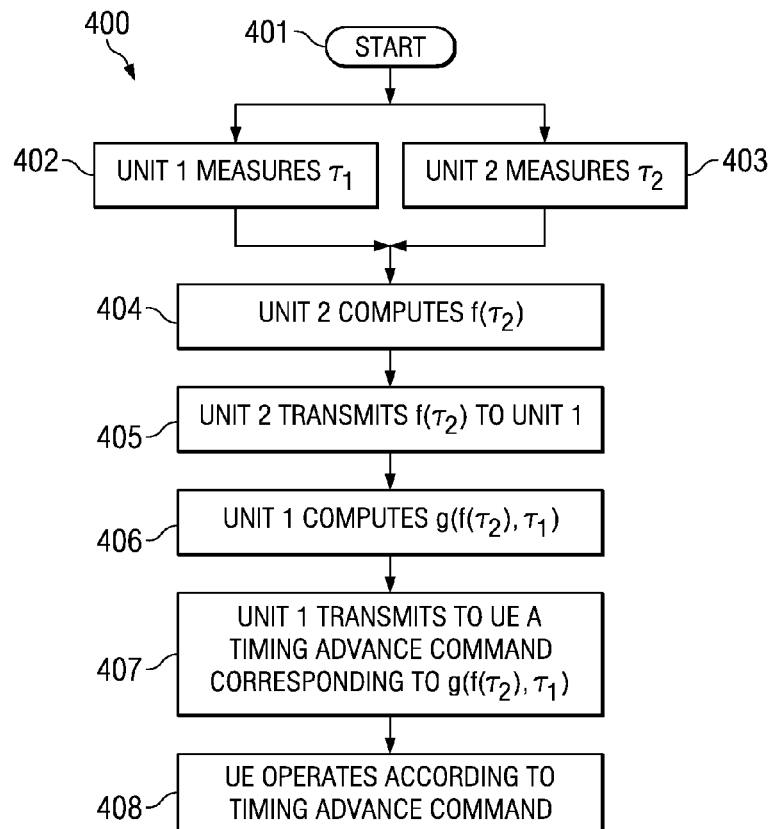 400
401
START
402
UNIT 1 MEASURES τ₁
UNIT 2 MEASURES τ₂
403
404
UNIT 2 COMPUTES f(τ₂)
405
UNIT 2 TRANSMITS f(τ₂) TO UNIT 1
406
UNIT 1 COMPUTES g(f(τ₂), τ₁)
407
UNIT 1 TRANSMITS TO UE A
TIMING ADVANCE COMMAND
CORRESPONDING TO g(f(τ₂), τ₁)
408
UE OPERATES ACCORDING TO
TIMING ADVANCE COMMAND